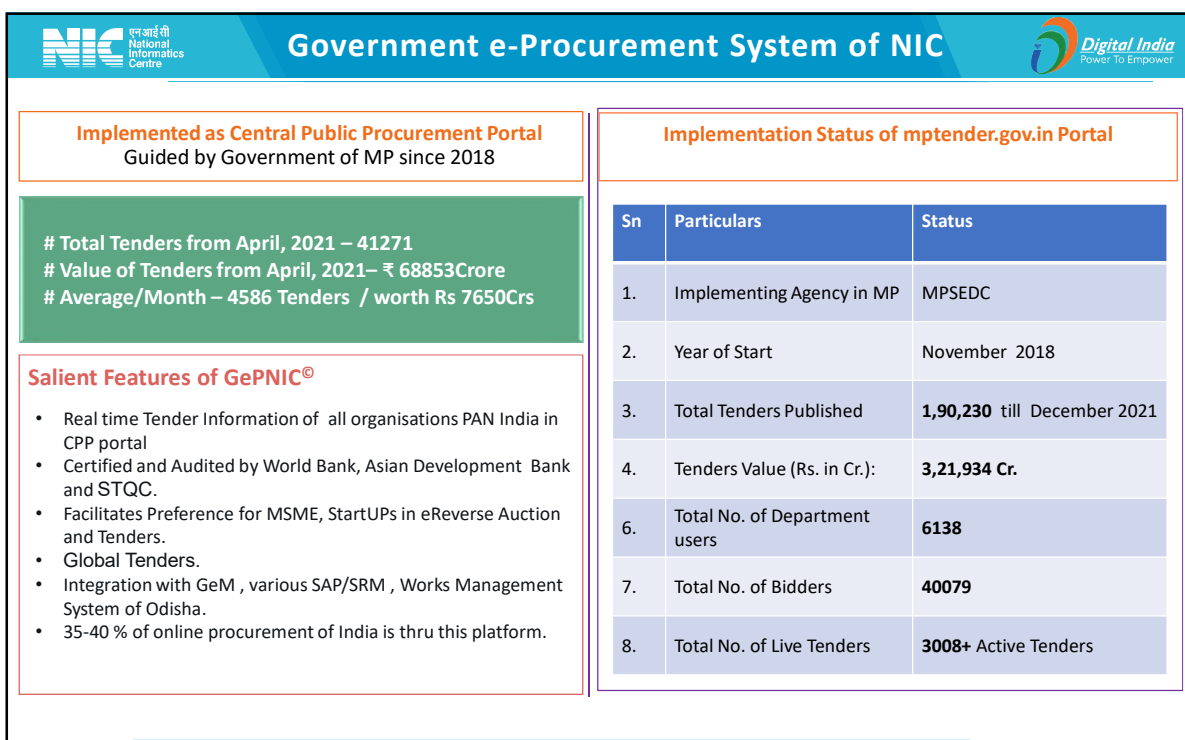 NIC
एन आई सी
National
Informatics
Centre
Government e-Procurement System of NIC
Digital India
Power To Empower
Implemented as Central Public Procurement Portal
Guided by Government of MP since 2018
# Total Tenders from April, 2021 – 41271
# Value of Tenders from April, 2021– ₹ 68853Crore
# Average/Month – 4586 Tenders / worth Rs 7650Crs
Salient Features of GePNIC©
• Real time Tender Information of all organisations PAN India in
CPP portal
• Certified and Audited by World Bank, Asian Development Bank
and STQC.
• Facilitates Preference for MSME, StartUPs in eReverse Auction
and Tenders.
• Global Tenders.
• Integration with GeM , various SAP/SRM , Works Management
System of Odisha.
• 35-40 % of online procurement of India is thru this platform.
Implementation Status of mptender.gov.in Portal
Sn Particulars Status
1. Implementing Agency in MP MPSEDC
2. Year of Start November 2018
3. Total Tenders Published 1,90,230 till December 2021
4. Tenders Value (Rs. in Cr.): 3,21,934 Cr.
6. Total No. of Department
users 6138
7. Total No. of Bidders 40079
8. Total No. of Live Tenders 3008+ Active Tenders